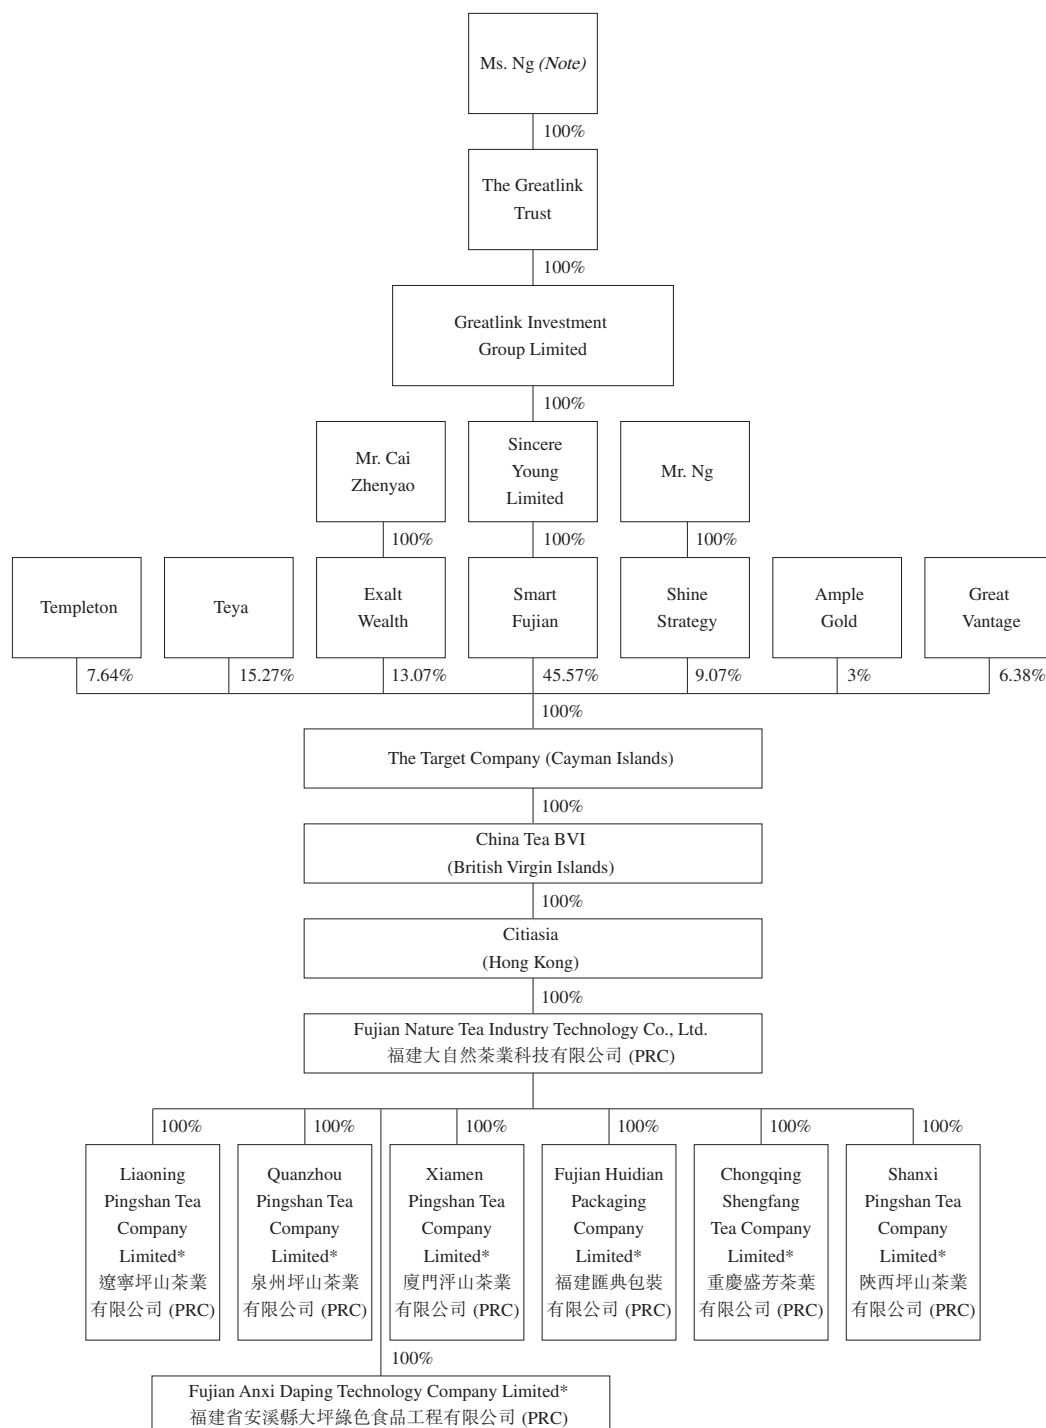 Ms. Ng (Note)
100%
The Greatlink
Trust
100%
Greatlink Investment
Group Limited
100%
Mr. Cai
Zhenyao
Sincere
Young
Limited
Mr. Ng
100%
100%
100%
Templeton
Teya
Exalt
Wealth
Smart
Fujian
Shine
Strategy
Ample
Gold
Great
Vantage
7.64%
15.27%
13.07%
45.57%
9.07%
3%
6.38%
100%
The Target Company (Cayman Islands)
100%
China Tea BVI
(British Virgin Islands)
100%
Citiasia
(Hong Kong)
100%
Fujian Nature Tea Industry Technology Co., Ltd.
福建大自然茶業科技有限公司 (PRC)
100%
100%
100%
100%
100%
100%
Liaoning
Pingshan Tea
Company
Limited*
遼寧坪山茶業
有限公司 (PRC)
Quanzhou
Pingshan Tea
Company
Limited*
泉州坪山茶業
有限公司 (PRC)
Xiamen
Pingshan Tea
Company
Limited*
廈門泙山茶業
有限公司 (PRC)
Fujian Huidian
Packaging
Company
Limited*
福建匯典包裝
有限公司 (PRC)
Chongqing
Shengfang
Tea Company
Limited*
重慶盛芳茶葉
有限公司 (PRC)
Shanxi
Pingshan Tea
Company
Limited*
陝西坪山茶業
有限公司 (PRC)
100%
Fujian Anxi Daping Technology Company Limited*
福建省安溪縣大坪綠色食品工程有限公司 (PRC)